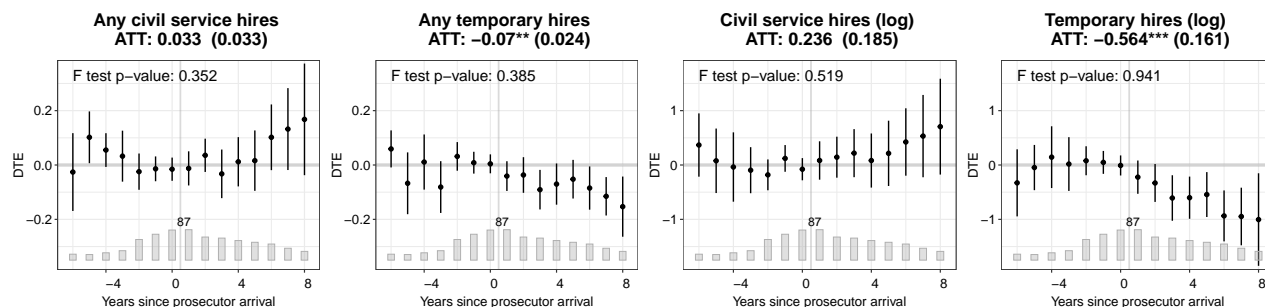 Any civil service hires
ATT: 0.033 (0.033)
F test p−value: 0.352
DTE
0.2
0.0
−0.2
87
−4 0 4 8
Years since prosecutor arrival
Any temporary hires
ATT: −0.07** (0.024)
F test p−value: 0.385
DTE
0.2
0.0
−0.2
87
−4 0 4 8
Years since prosecutor arrival
Civil service hires (log)
ATT: 0.236 (0.185)
F test p−value: 0.519
DTE
1
0
−1
87
−4 0 4 8
Years since prosecutor arrival
Temporary hires (log)
ATT: −0.564*** (0.161)
F test p−value: 0.941
DTE
1
0
−1
87
−4 0 4 8
Years since prosecutor arrival